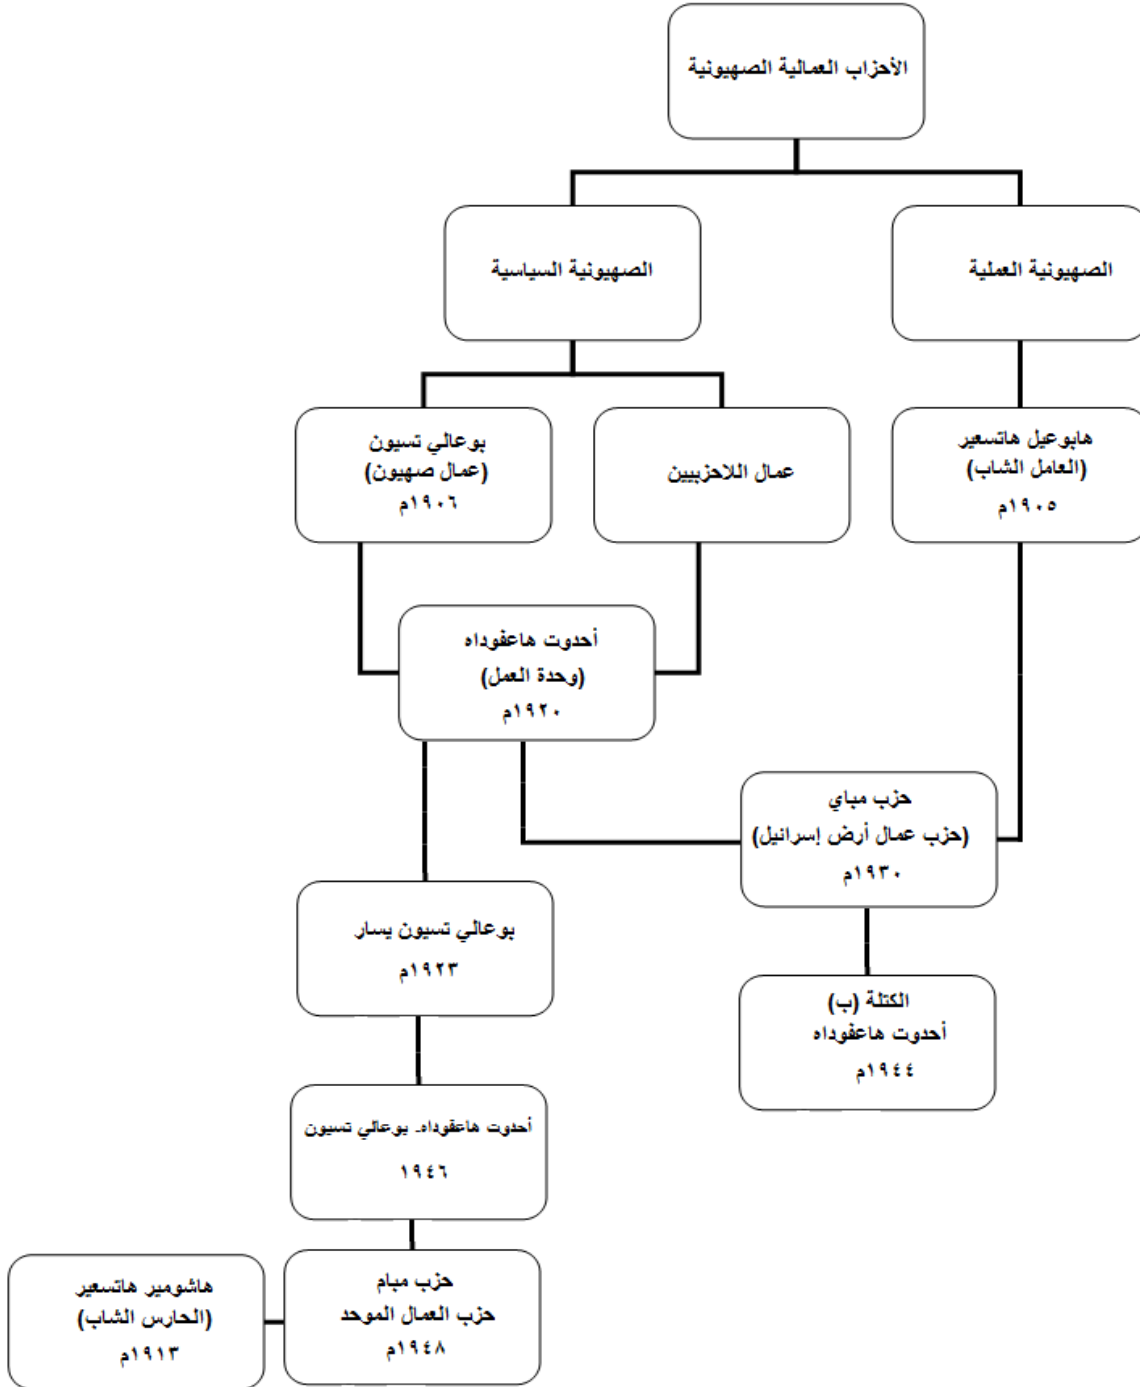 الأحزاب العمالية الصهيونية
الصهيونية العملية
الصهيونية السياسية
هابوعيل هاتسعير
(العامل الشاب)
١٩٠٥م
عمال اللاحزبيين
بوعالي تسيون
(عمال صهيون)
١٩٠٦م
أحدوت هاعفوداه
(وحدة العمل)
١٩٢٠م
حزب مباي
(حزب عمال أرض إسرائيل)
١٩٣٠م
بوعالي تسيون يسار
١٩٢٣م
الكتلة (ب)
أحدوت هاعفوداه
١٩٤٤م
أحدوت هاعفوداه- بوعالي تسيون
١٩٤٦
حزب مبام
حزب العمال الموحد
١٩٤٨م
هاشومير هاتسعير
(الحارس الشاب)
١٩١٣م